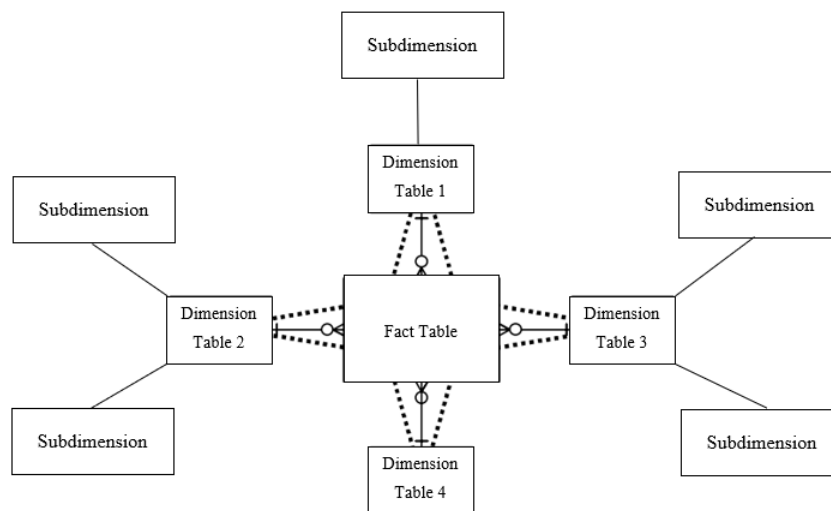 Subdimension
Dimension
Table 1
Subdimension
Subdimension
Dimension
Table 2
Fact Table
Dimension
Table 3
Subdimension
Subdimension
Dimension
Table 4